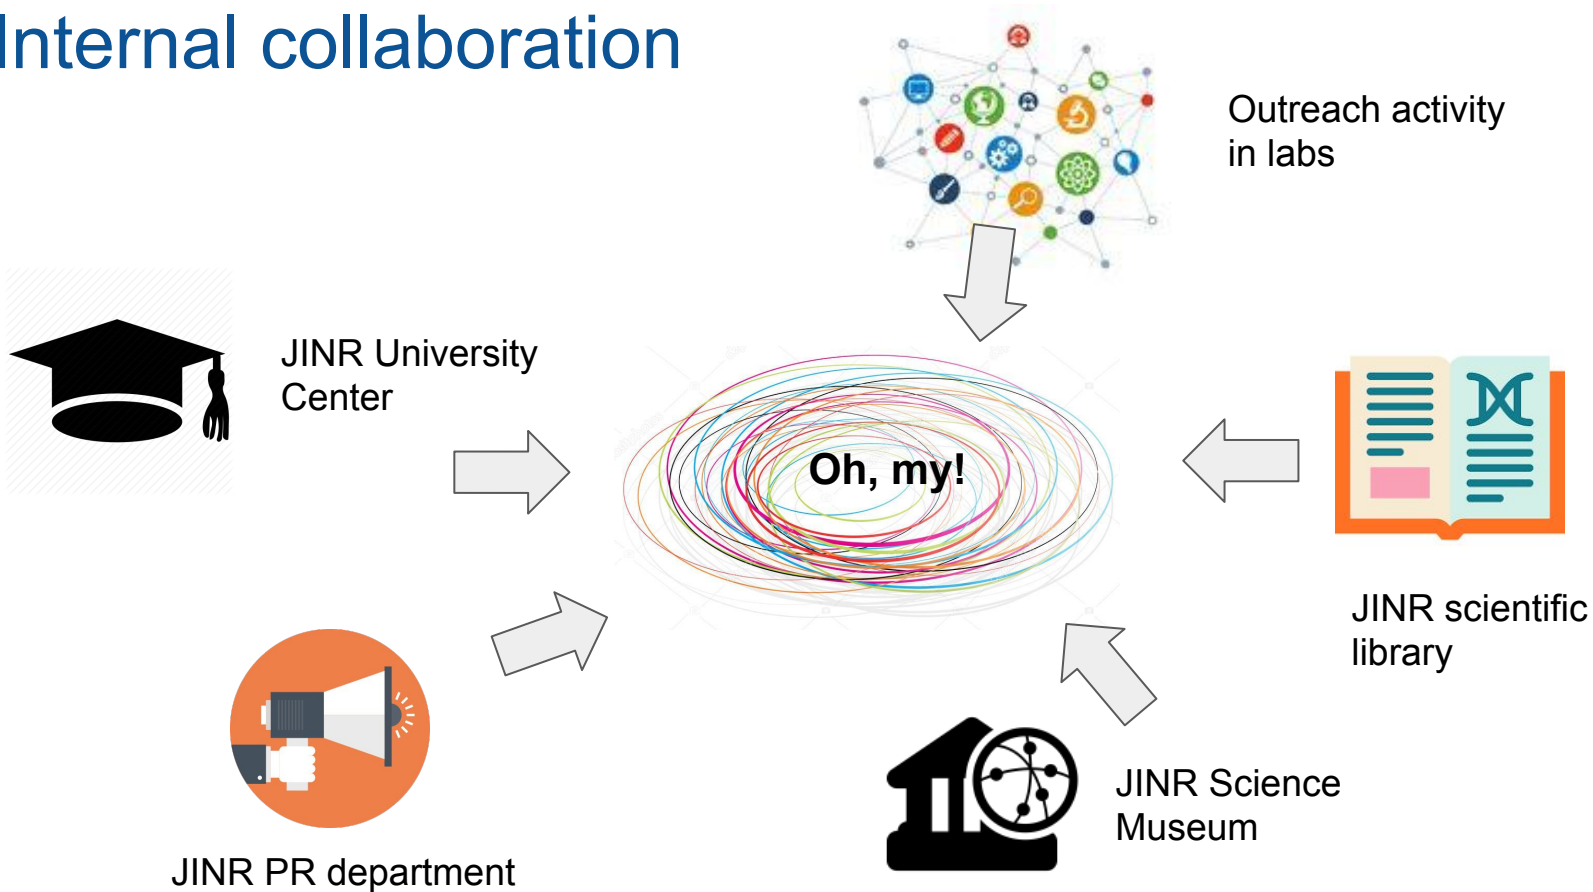 Internal collaboration
Outreach activity
in labs
JINR University
Center
Oh, my!
JINR scientific
library
JINR Science
Museum
JINR PR department